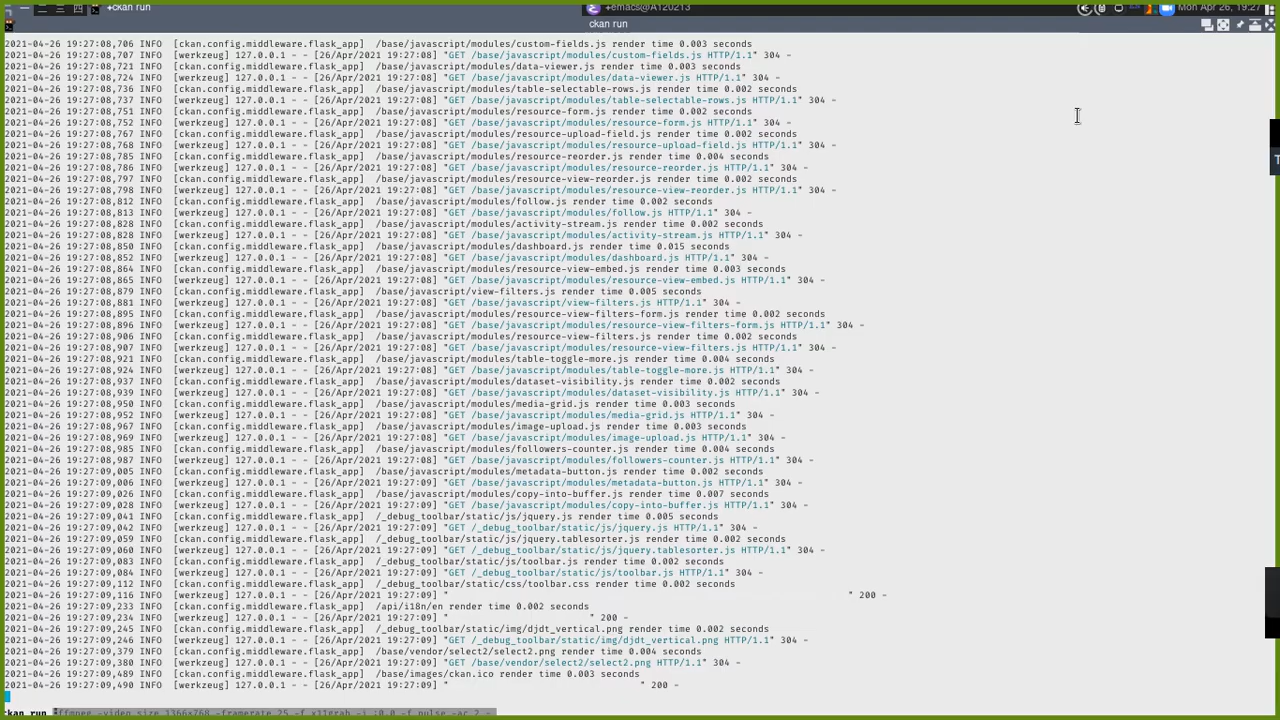 +ckan run
+emacs@A120213
Mon Apr 26, 19:27
ckan run
2021-04-26 19:27:08,706 INFO  [ckan.config.middleware.flask_app]  /base/javascript/modules/custom-fields.js render time 0.003 seconds
2021-04-26 19:27:08,707 INFO  [werkzeug] 127.0.0.1 - - [26/Apr/2021 19:27:08] "GET /base/javascript/modules/custom-fields.js HTTP/1.1" 304 -
2021-04-26 19:27:08,721 INFO  [ckan.config.middleware.flask_app]  /base/javascript/modules/data-viewer.js render time 0.003 seconds
2021-04-26 19:27:08,724 INFO  [werkzeug] 127.0.0.1 - - [26/Apr/2021 19:27:08] "GET /base/javascript/modules/data-viewer.js HTTP/1.1" 304 -
2021-04-26 19:27:08,736 INFO  [ckan.config.middleware.flask_app]  /base/javascript/modules/table-selectable-rows.js render time 0.002 seconds
2021-04-26 19:27:08,737 INFO  [werkzeug] 127.0.0.1 - - [26/Apr/2021 19:27:08] "GET /base/javascript/modules/table-selectable-rows.js HTTP/1.1" 304 -
2021-04-26 19:27:08,751 INFO  [ckan.config.middleware.flask_app]  /base/javascript/modules/resource-form.js render time 0.002 seconds
2021-04-26 19:27:08,752 INFO  [werkzeug] 127.0.0.1 - - [26/Apr/2021 19:27:08] "GET /base/javascript/modules/resource-form.js HTTP/1.1" 304 -
2021-04-26 19:27:08,767 INFO  [ckan.config.middleware.flask_app]  /base/javascript/modules/resource-upload-field.js render time 0.002 seconds
2021-04-26 19:27:08,768 INFO  [werkzeug] 127.0.0.1 - - [26/Apr/2021 19:27:08] "GET /base/javascript/modules/resource-upload-field.js HTTP/1.1" 304 -
2021-04-26 19:27:08,785 INFO  [ckan.config.middleware.flask_app]  /base/javascript/modules/resource-reorder.js render time 0.004 seconds
2021-04-26 19:27:08,786 INFO  [werkzeug] 127.0.0.1 - - [26/Apr/2021 19:27:08] "GET /base/javascript/modules/resource-reorder.js HTTP/1.1" 304 -
2021-04-26 19:27:08,797 INFO  [ckan.config.middleware.flask_app]  /base/javascript/modules/resource-view-reorder.js render time 0.002 seconds
2021-04-26 19:27:08,798 INFO  [werkzeug] 127.0.0.1 - - [26/Apr/2021 19:27:08] "GET /base/javascript/modules/resource-view-reorder.js HTTP/1.1" 304 -
2021-04-26 19:27:08,812 INFO  [ckan.config.middleware.flask_app]  /base/javascript/modules/follow.js render time 0.002 seconds
2021-04-26 19:27:08,813 INFO  [werkzeug] 127.0.0.1 - - [26/Apr/2021 19:27:08] "GET /base/javascript/modules/follow.js HTTP/1.1" 304 -
2021-04-26 19:27:08,828 INFO  [ckan.config.middleware.flask_app]  /base/javascript/modules/activity-stream.js render time 0.002 seconds
2021-04-26 19:27:08,828 INFO  [werkzeug] 127.0.0.1 - - [26/Apr/2021 19:27:08] "GET /base/javascript/modules/activity-stream.js HTTP/1.1" 304 -
2021-04-26 19:27:08,850 INFO  [ckan.config.middleware.flask_app]  /base/javascript/modules/dashboard.js render time 0.015 seconds
2021-04-26 19:27:08,852 INFO  [werkzeug] 127.0.0.1 - - [26/Apr/2021 19:27:08] "GET /base/javascript/modules/dashboard.js HTTP/1.1" 304 -
2021-04-26 19:27:08,864 INFO  [ckan.config.middleware.flask_app]  /base/javascript/modules/resource-view-embed.js render time 0.003 seconds
2021-04-26 19:27:08,865 INFO  [werkzeug] 127.0.0.1 - - [26/Apr/2021 19:27:08] "GET /base/javascript/modules/resource-view-embed.js HTTP/1.1" 304 -
2021-04-26 19:27:08,879 INFO  [ckan.config.middleware.flask_app]  /base/javascript/view-filters.js render time 0.005 seconds
2021-04-26 19:27:08,881 INFO  [werkzeug] 127.0.0.1 - - [26/Apr/2021 19:27:08] "GET /base/javascript/view-filters.js HTTP/1.1" 304 -
2021-04-26 19:27:08,895 INFO  [ckan.config.middleware.flask_app]  /base/javascript/modules/resource-view-filters-form.js render time 0.002 seconds
2021-04-26 19:27:08,896 INFO  [werkzeug] 127.0.0.1 - - [26/Apr/2021 19:27:08] "GET /base/javascript/modules/resource-view-filters-form.js HTTP/1.1" 304 -
2021-04-26 19:27:08,906 INFO  [ckan.config.middleware.flask_app]  /base/javascript/modules/resource-view-filters.js render time 0.002 seconds
2021-04-26 19:27:08,907 INFO  [werkzeug] 127.0.0.1 - - [26/Apr/2021 19:27:08] "GET /base/javascript/modules/resource-view-filters.js HTTP/1.1" 304 -
2021-04-26 19:27:08,921 INFO  [ckan.config.middleware.flask_app]  /base/javascript/modules/table-toggle-more.js render time 0.004 seconds
2021-04-26 19:27:08,924 INFO  [werkzeug] 127.0.0.1 - - [26/Apr/2021 19:27:08] "GET /base/javascript/modules/table-toggle-more.js HTTP/1.1" 304 -
2021-04-26 19:27:08,937 INFO  [ckan.config.middleware.flask_app]  /base/javascript/modules/dataset-visibility.js render time 0.002 seconds
2021-04-26 19:27:08,939 INFO  [werkzeug] 127.0.0.1 - - [26/Apr/2021 19:27:08] "GET /base/javascript/modules/dataset-visibility.js HTTP/1.1" 304 -
2021-04-26 19:27:08,950 INFO  [ckan.config.middleware.flask_app]  /base/javascript/modules/media-grid.js render time 0.003 seconds
2021-04-26 19:27:08,952 INFO  [werkzeug] 127.0.0.1 - - [26/Apr/2021 19:27:08] "GET /base/javascript/modules/media-grid.js HTTP/1.1" 304 -
2021-04-26 19:27:08,967 INFO  [ckan.config.middleware.flask_app]  /base/javascript/modules/image-upload.js render time 0.003 seconds
2021-04-26 19:27:08,969 INFO  [werkzeug] 127.0.0.1 - - [26/Apr/2021 19:27:08] "GET /base/javascript/modules/image-upload.js HTTP/1.1" 304 -
2021-04-26 19:27:08,985 INFO  [ckan.config.middleware.flask_app]  /base/javascript/modules/followers-counter.js render time 0.004 seconds
2021-04-26 19:27:08,987 INFO  [werkzeug] 127.0.0.1 - - [26/Apr/2021 19:27:08] "GET /base/javascript/modules/followers-counter.js HTTP/1.1" 304 -
2021-04-26 19:27:09,005 INFO  [ckan.config.middleware.flask_app]  /base/javascript/modules/metadata-button.js render time 0.002 seconds
2021-04-26 19:27:09,006 INFO  [werkzeug] 127.0.0.1 - - [26/Apr/2021 19:27:09] "GET /base/javascript/modules/metadata-button.js HTTP/1.1" 304 -
2021-04-26 19:27:09,026 INFO  [ckan.config.middleware.flask_app]  /base/javascript/modules/copy-into-buffer.js render time 0.007 seconds
2021-04-26 19:27:09,028 INFO  [werkzeug] 127.0.0.1 - - [26/Apr/2021 19:27:09] "GET /base/javascript/modules/copy-into-buffer.js HTTP/1.1" 304 -
2021-04-26 19:27:09,041 INFO  [ckan.config.middleware.flask_app]  /_debug_toolbar/static/js/jquery.js render time 0.005 seconds
2021-04-26 19:27:09,042 INFO  [werkzeug] 127.0.0.1 - - [26/Apr/2021 19:27:09] "GET /_debug_toolbar/static/js/jquery.js HTTP/1.1" 304 -
2021-04-26 19:27:09,059 INFO  [ckan.config.middleware.flask_app]  /_debug_toolbar/static/js/jquery.tablesorter.js render time 0.002 seconds
2021-04-26 19:27:09,060 INFO  [werkzeug] 127.0.0.1 - - [26/Apr/2021 19:27:09] "GET /_debug_toolbar/static/js/jquery.tablesorter.js HTTP/1.1" 304 -
2021-04-26 19:27:09,083 INFO  [ckan.config.middleware.flask_app]  /_debug_toolbar/static/js/toolbar.js render time 0.002 seconds
2021-04-26 19:27:09,084 INFO  [werkzeug] 127.0.0.1 - - [26/Apr/2021 19:27:09] "GET /_debug_toolbar/static/js/toolbar.js HTTP/1.1" 304 -
2021-04-26 19:27:09,112 INFO  [ckan.config.middleware.flask_app]  /_debug_toolbar/static/css/toolbar.css render time 0.002 seconds
2021-04-26 19:27:09,116 INFO  [werkzeug] 127.0.0.1 - - [26/Apr/2021 19:27:09] " " 200 -
2021-04-26 19:27:09,233 INFO  [ckan.config.middleware.flask_app]  /api/i18n/en render time 0.002 seconds
2021-04-26 19:27:09,234 INFO  [werkzeug] 127.0.0.1 - - [26/Apr/2021 19:27:09] " " 200 -
2021-04-26 19:27:09,245 INFO  [ckan.config.middleware.flask_app]  /_debug_toolbar/static/img/djdt_vertical.png render time 0.002 seconds
2021-04-26 19:27:09,246 INFO  [werkzeug] 127.0.0.1 - - [26/Apr/2021 19:27:09] "GET /_debug_toolbar/static/img/djdt_vertical.png HTTP/1.1" 304 -
2021-04-26 19:27:09,379 INFO  [ckan.config.middleware.flask_app]  /base/vendor/select2/select2.png render time 0.004 seconds
2021-04-26 19:27:09,380 INFO  [werkzeug] 127.0.0.1 - - [26/Apr/2021 19:27:09] "GET /base/vendor/select2/select2.png HTTP/1.1" 304 -
2021-04-26 19:27:09,489 INFO  [ckan.config.middleware.flask_app]  /base/images/ckan.ico render time 0.003 seconds
2021-04-26 19:27:09,490 INFO  [werkzeug] 127.0.0.1 - - [26/Apr/2021 19:27:09] " " 200 -
ckan run ffmpeg -video_size 1366x768 -framerate 25 -f x11grab -i :0.0 -f pulse -ac 2 -